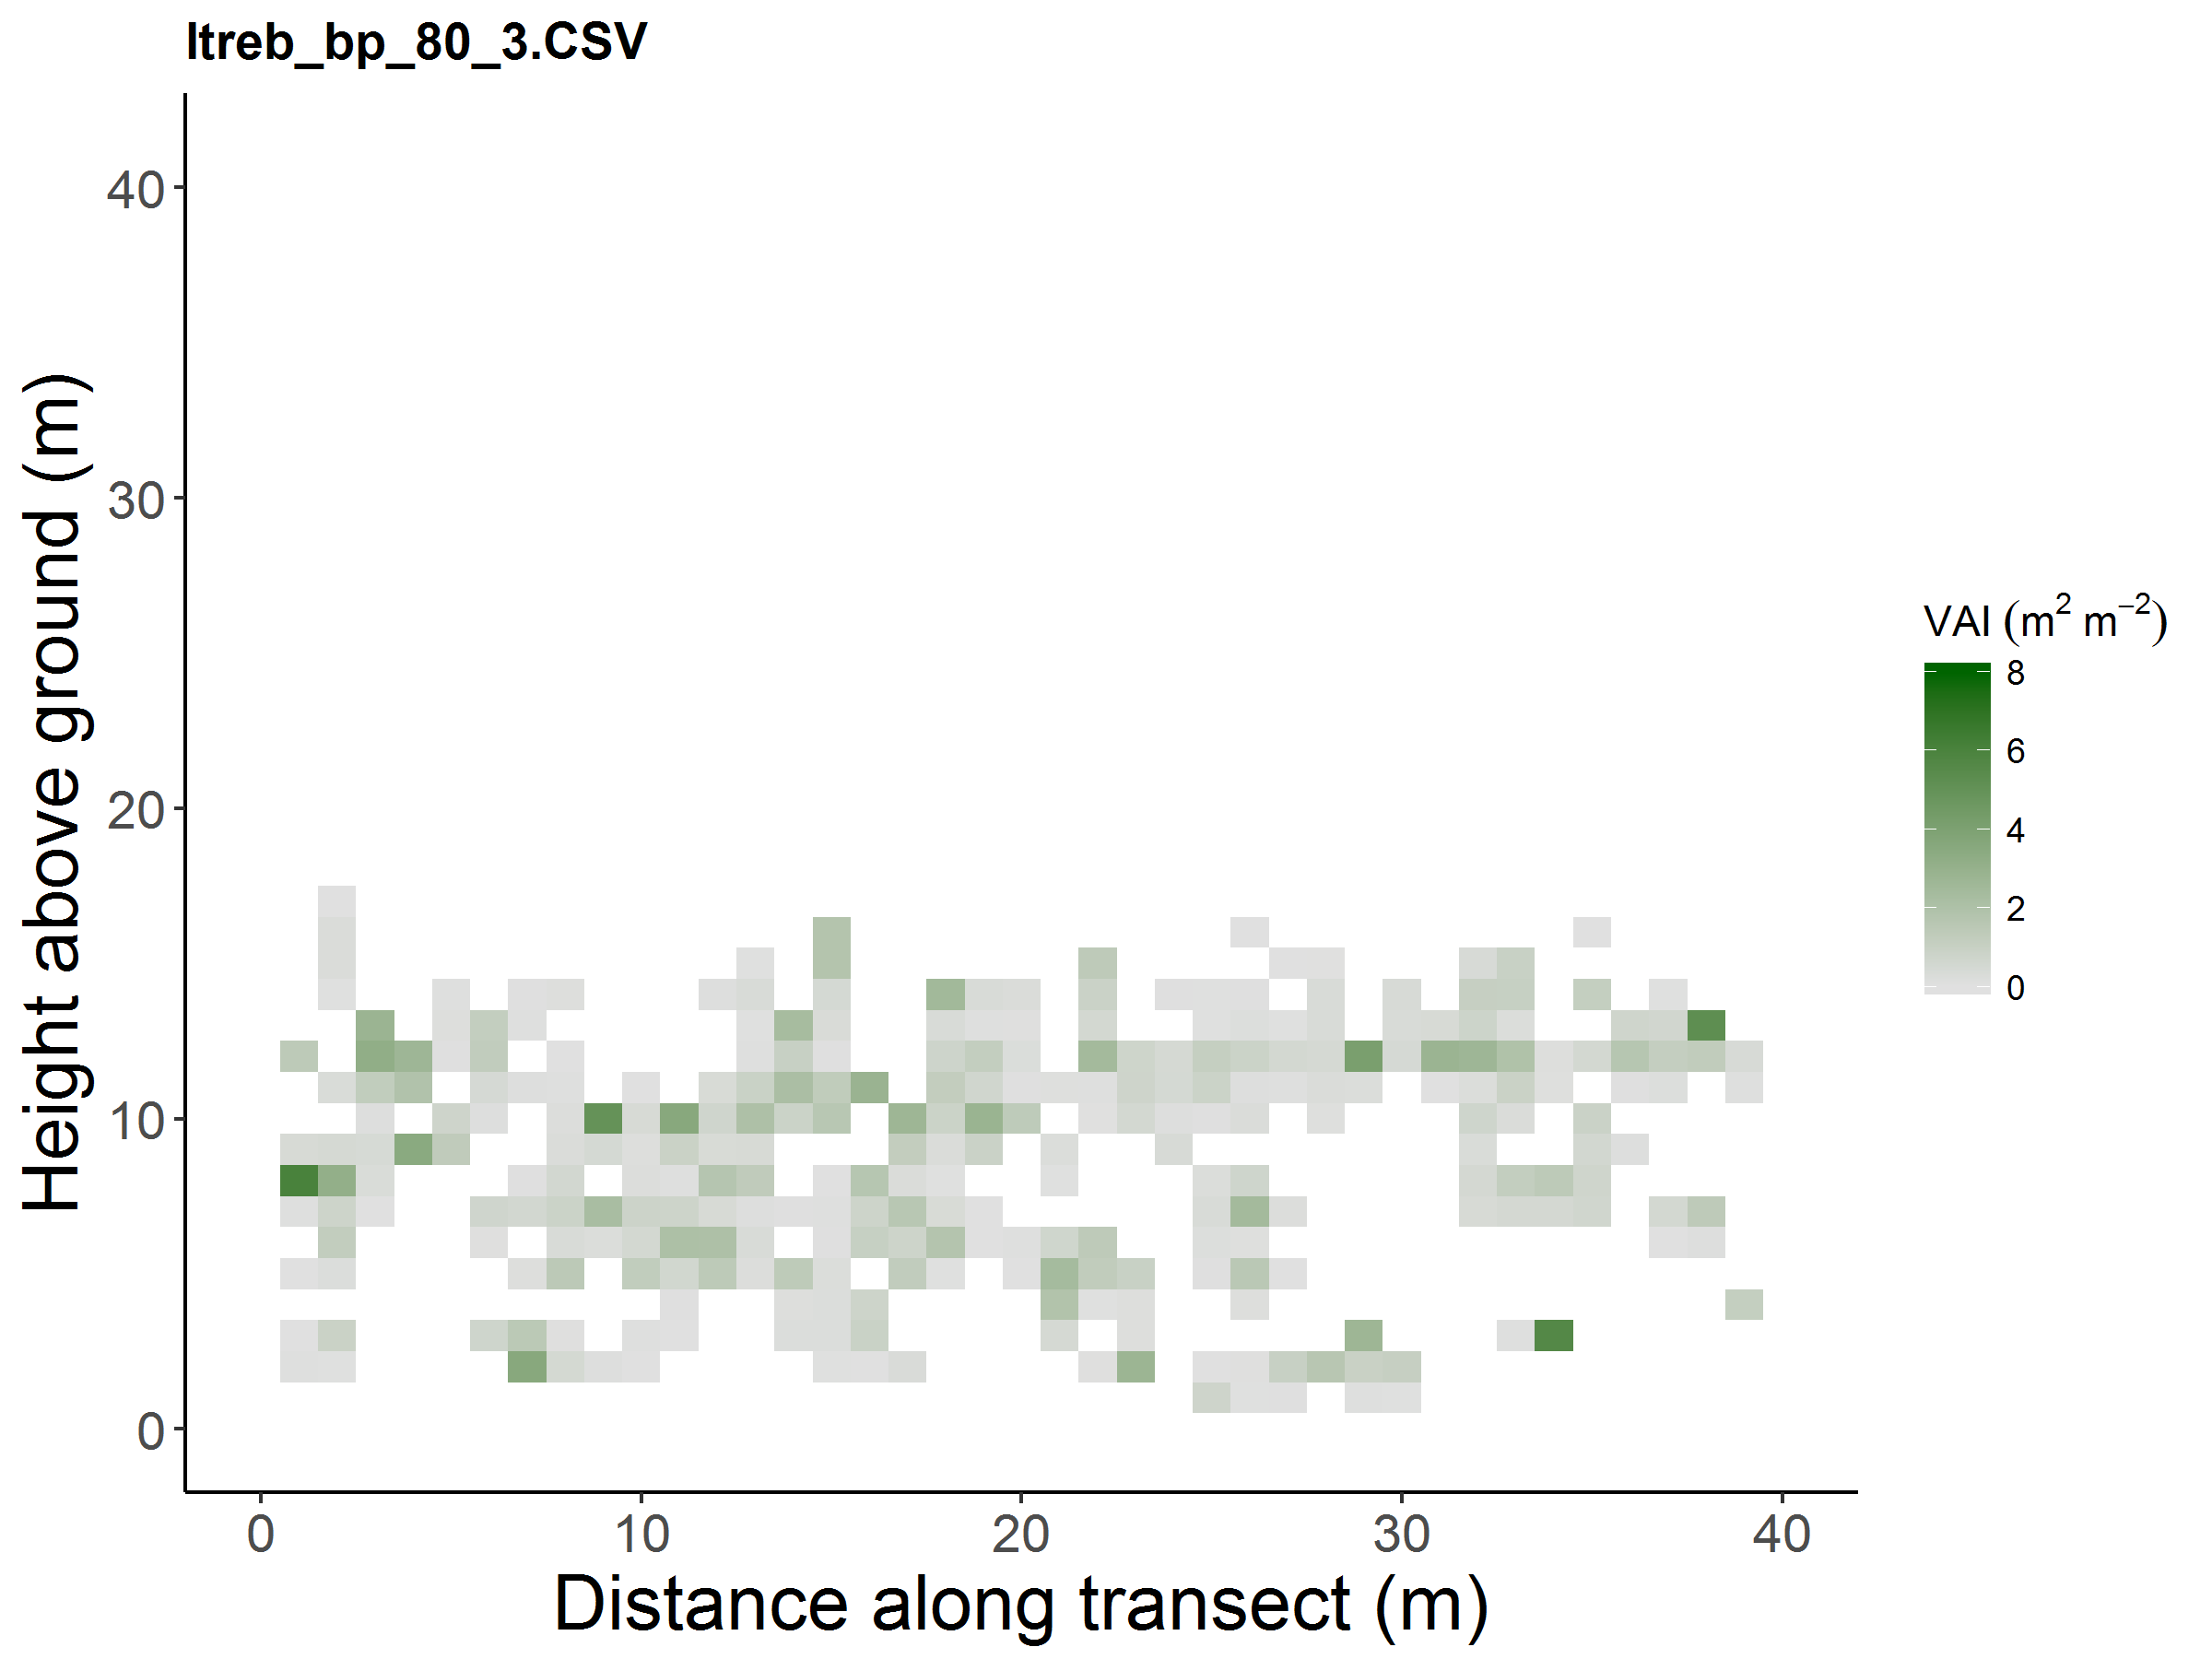 ltreb_bp_80_3.CSV
Height above ground (m)
40
30
20
10
0
0 10 20 30 40
Distance along transect (m)
VAI (m² m⁻²)
8
6
4
2
0